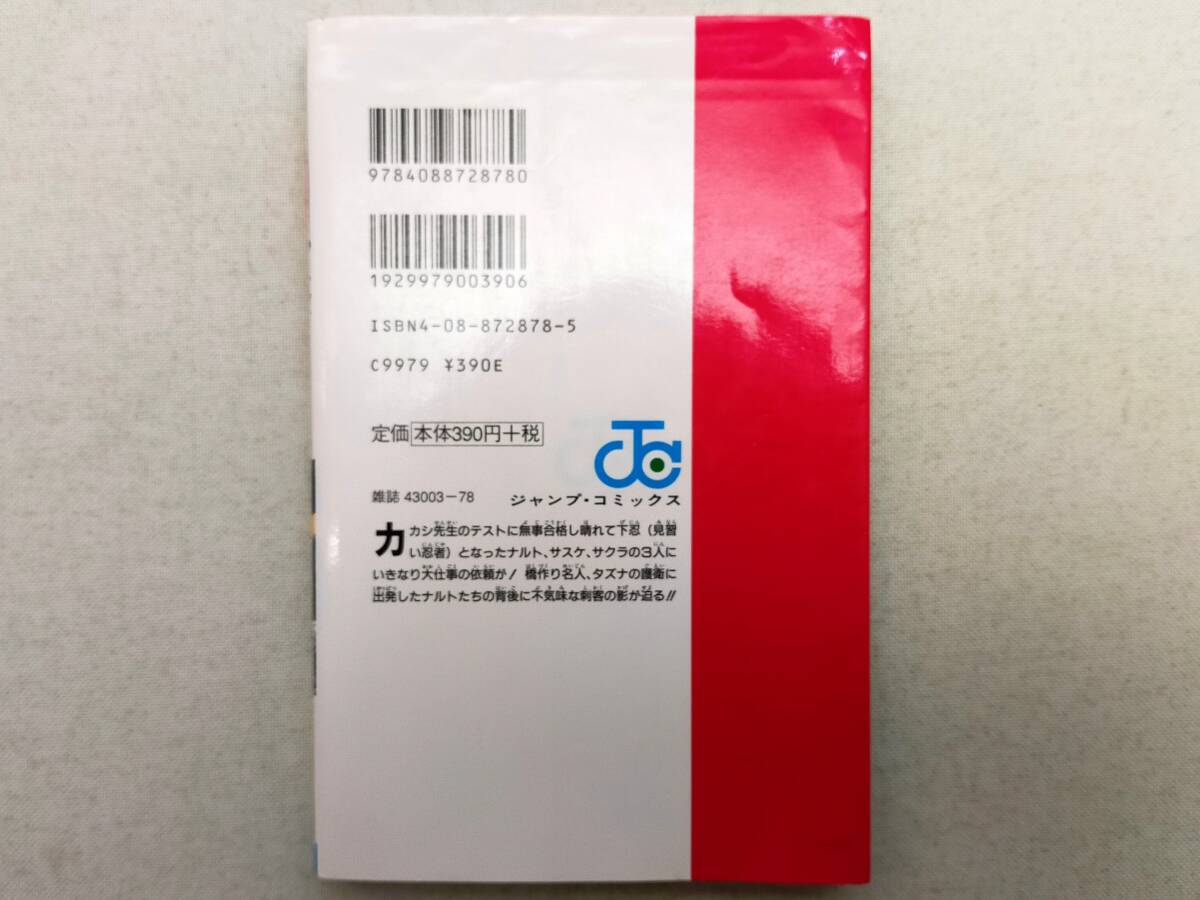 9784088728780
1929979003906
ISBN4-08-872878-5
C9979 ¥390E
定価 本体390円+税
JC
雑誌 43003-78
ジャンプ・コミックス
カカシ先生のテストに無事合格し晴れて下忍(見習
い忍者)となったナルト、サスケ、サクラの3人に
いきなり大仕事の依頼が! 橋作り名人、タズナの護衛に
出発したナルトたちの背後に不気味な刺客の影が迫る!!